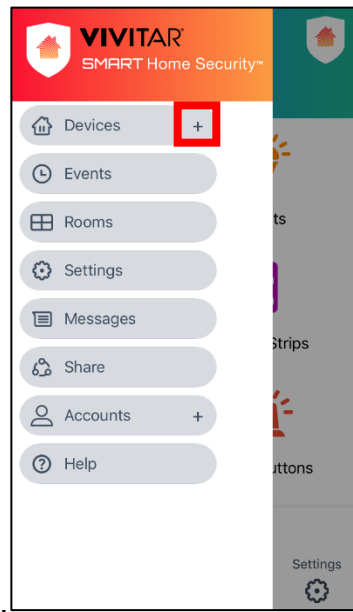 VIVITAR
SMART Home Security™
Devices +
Events
ts
Rooms
Settings
Messages
Strips
Share
Accounts +
uttons
Help
Settings
.